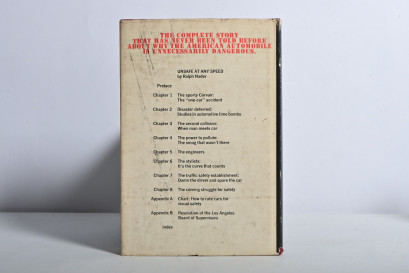 THE COMPLETE STORY
THAT HAS NEVER BEEN TOLD BEFORE
ABOUT WHY THE AMERICAN AUTOMOBILE
IS UNNECESSARILY DANGEROUS.
UNSAFE AT ANY SPEED
by Ralph Nader
Preface
Chapter 1 The sporty Corvair:
The "one-car" accident
Chapter 2 Disaster deferred:
Studies in automotive time bombs
Chapter 3 The second collision:
When man meets car
Chapter 4 The power to pollute:
The smog that wasn't there
Chapter 5 The engineers
Chapter 6 The stylists:
It's the curve that counts
Chapter 7 The traffic safety establishment:
Damn the driver and spare the car
Chapter 8 The coming struggle for safety
Appendix A Chart: How to rate cars for
visual safety
Appendix B Resolution of the Los Angeles
Board of Supervisors
Index